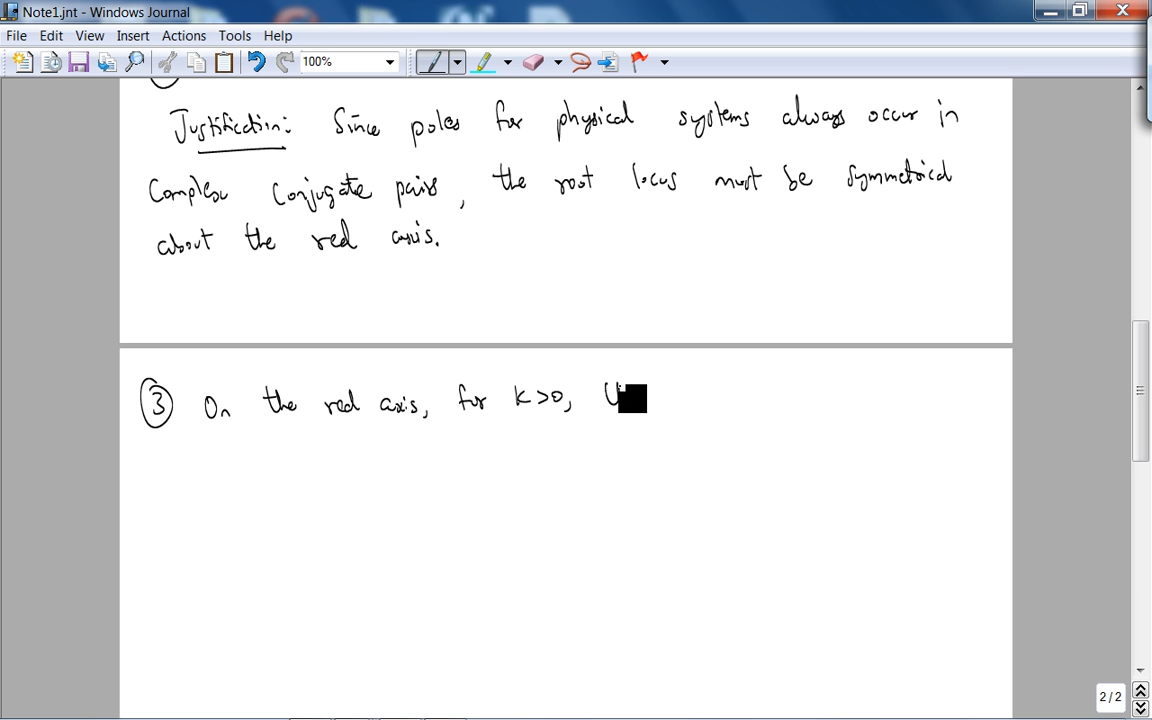 Note1.jnt - Windows Journal
File Edit View Insert Actions Tools Help
100%
Justification: Since poles for physical systems always occur in
Complex Conjugate pairs, the root locus must be symmetrical
about the real axis.
3 On the real axis, for K>0,
2/2